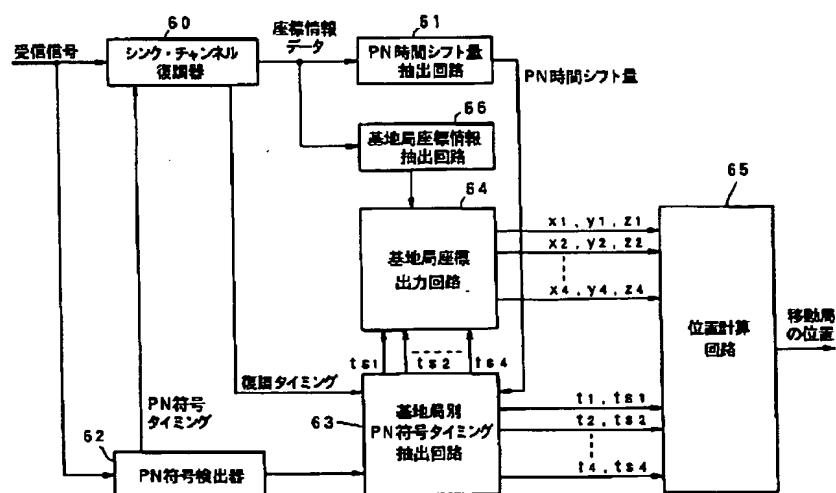 60
受信信号
シンク・チャンネル
復調器
座標情報
データ
61
PN時間シフト量
抽出回路
PN時間シフト量
66
基地局座標情報
抽出回路
64
基地局座標
出力回路
x1, y1, z1
x2, y2, z2
x4, y4, z4
65
位置計算
回路
移動局
の位置
ts1
ts2
ts4
復調タイミング
PN符号
タイミング
63
基地局別
PN符号タイミング
抽出回路
t1, ts1
t2, ts2
t4, ts4
62
PN符号検出器